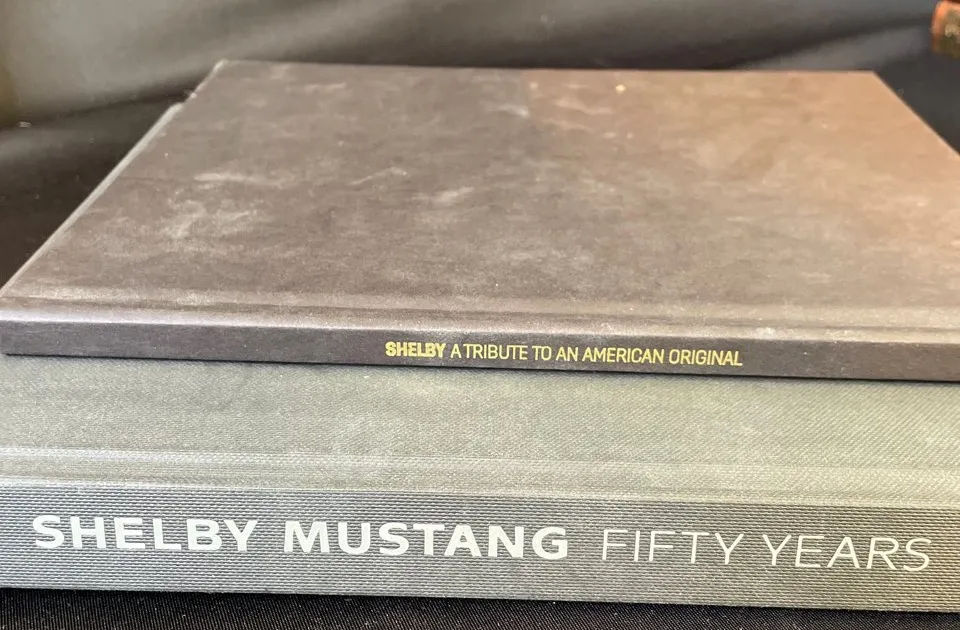 SHELBY A TRIBUTE TO AN AMERICAN ORIGINAL
SHELBY MUSTANG FIFTY YEARS